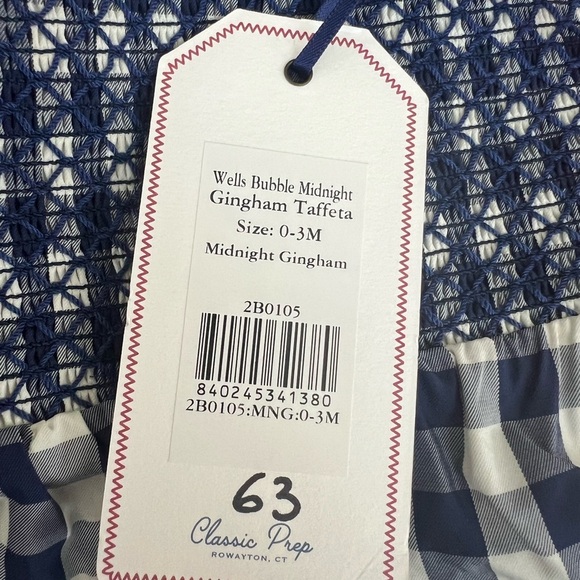 Wells Bubble Midnight
Gingham Taffeta
Size: 0-3M
Midnight Gingham
2B0105
840245341380
2B0105:MNG:0-3M
63
Classic Prep
ROWAYTON, CT